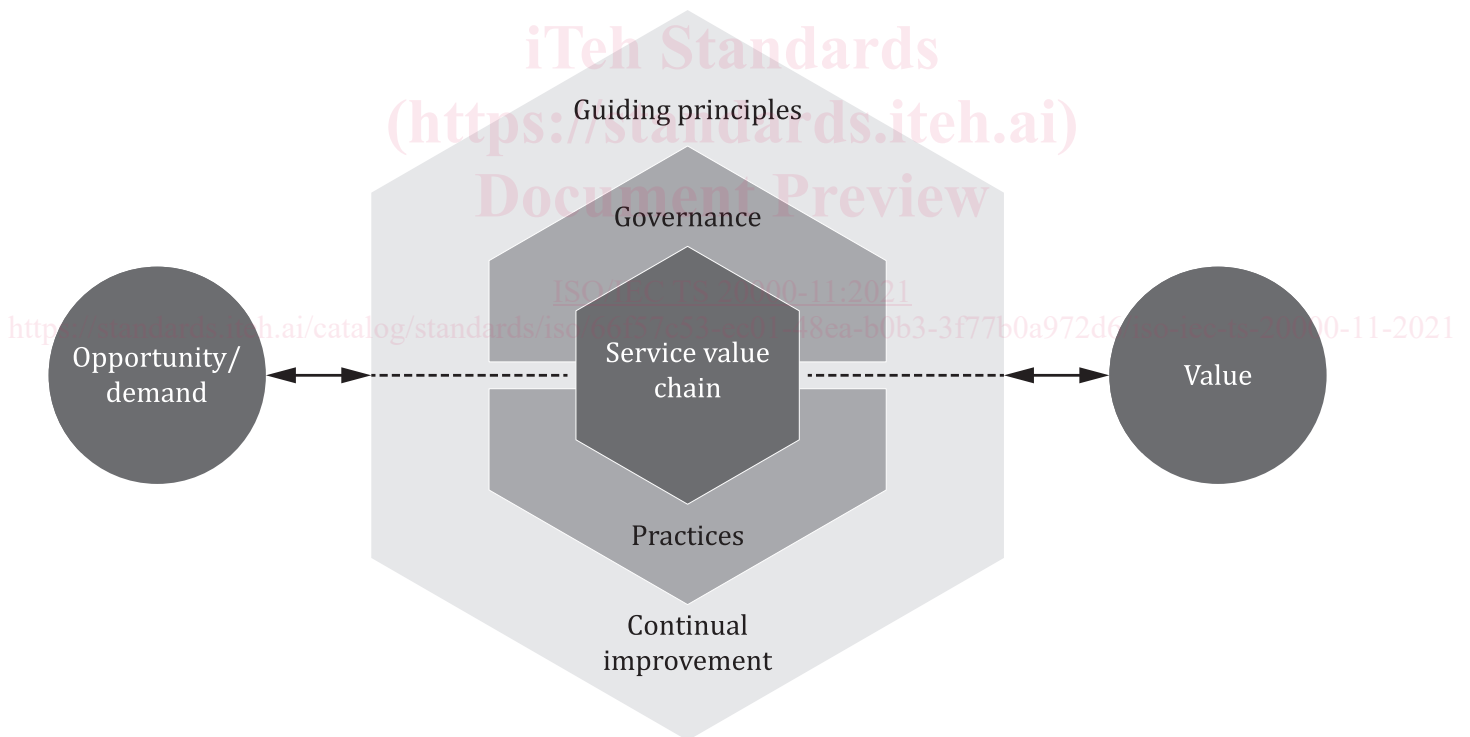 iTeh Standards
Guiding principles
(https://standards.iteh.ai)
Document Preview
Governance
ISO/IEC TS 20000-11:2021
Service value
chain
Opportunity/
demand
Value
Practices
Continual
improvement